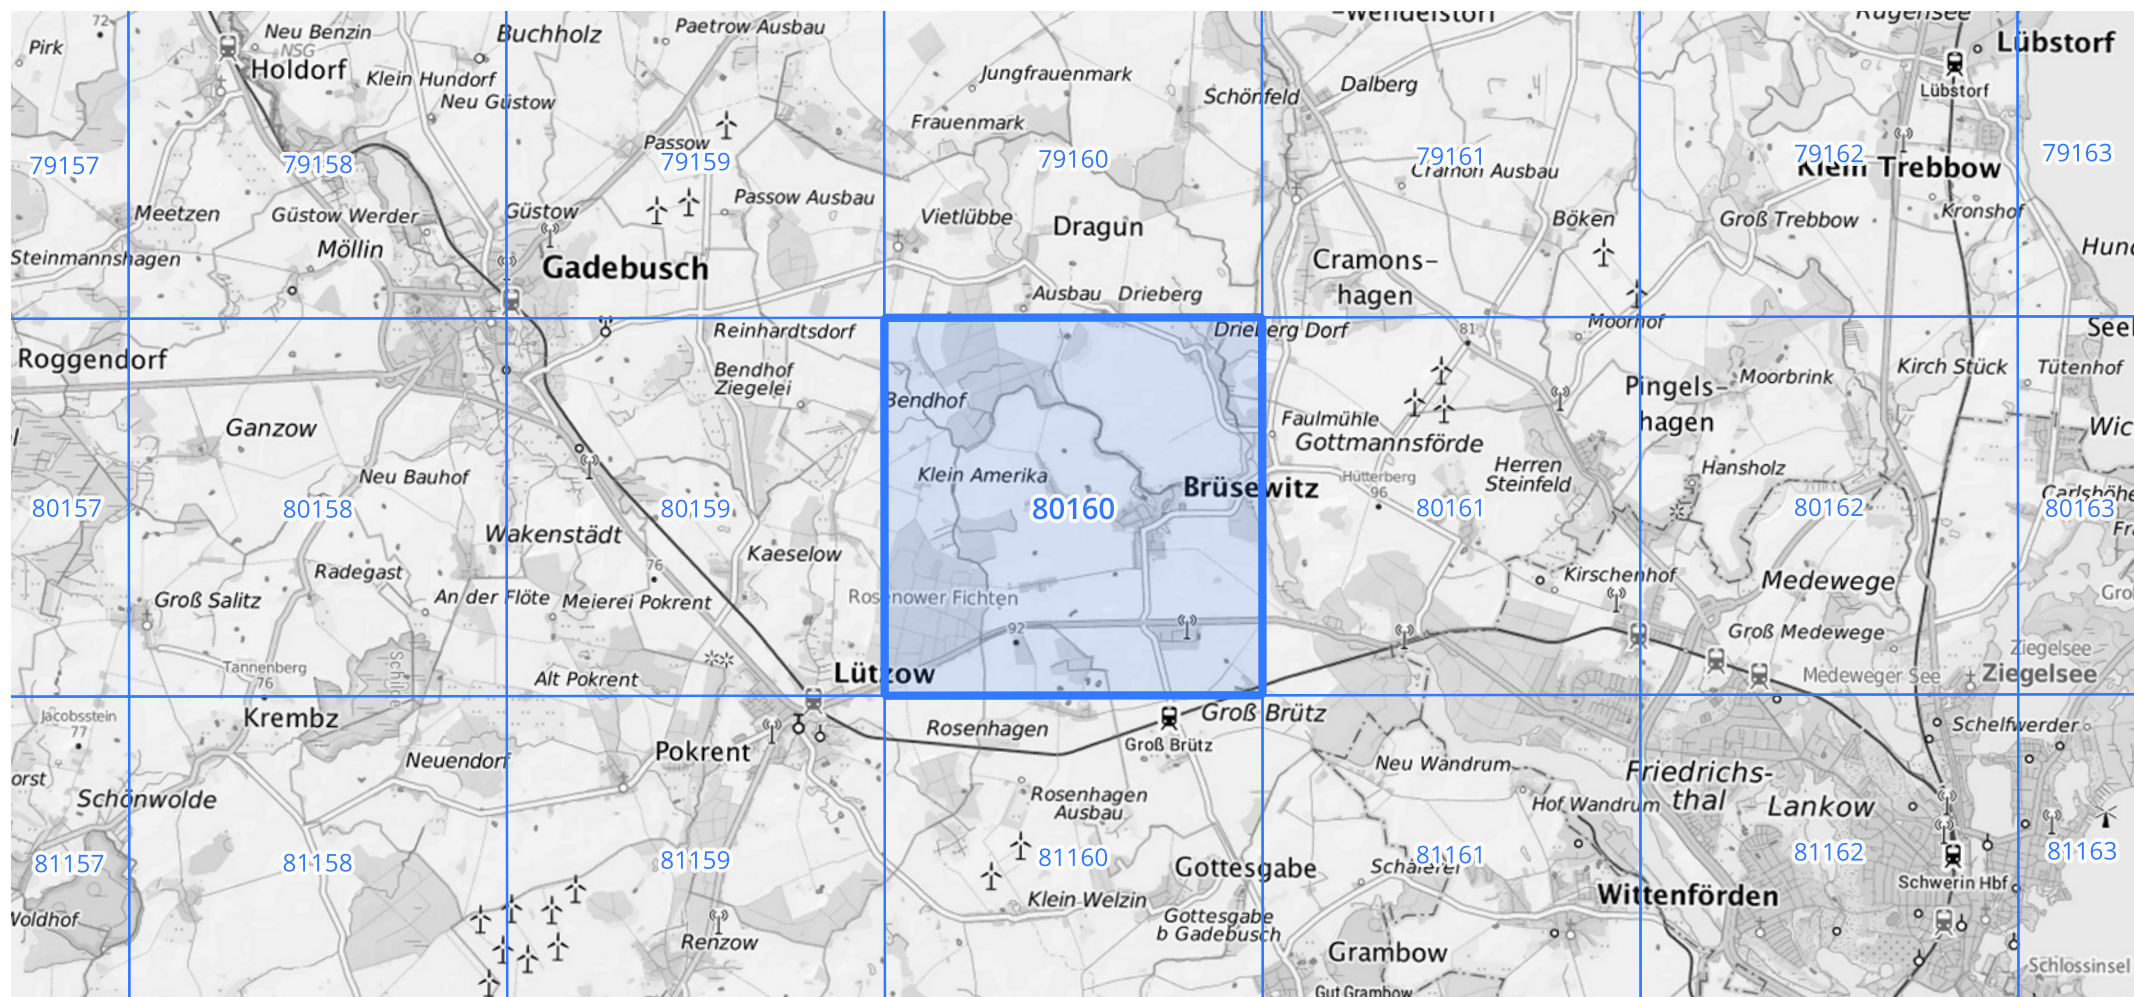 72
Pirk
Neu Benzin
NSG
Holdorf
Buchholz
Klein Hundorf
Neu Güstow
Paetrow Ausbau
Jungfrauenmark
Frauenmark
Schönfeld
Dalberg
Lübstorf
Lübstorf
79157
79158
Passow
79159
79160
79161
Cramon Ausbau
79162
Klein Trebbow
79163
Meetzen
Güstow Werder
Möllin
Güstow
Passow Ausbau
Vietlübbe
Dragun
Böken
Groß Trebbow
Kronshof
Steinmannshagen
Gadebusch
Cramons-
hagen
Ausbau Drieberg
Roggendorf
Reinhardtsdorf
Bendhof
Ziegelei
Drieberg Dorf
81
Moorhof
Kirch Stück
Tütenhof
Pingels-
hagen
Moorbrink
Bendhof
Ganzow
Neu Bauhof
Faulmühle
Gottmannsförde
Klein Amerika
Brüsewitz
Hütterberg
96
Herren
Steinfeld
Hansholz
Carlshöhe
80157
80158
80159
80160
80161
80162
80163
Wakenstädt
Kaeselow
76
Radegast
Groß Salitz
An der Flöte
Meierei Pokrent
Rosenower Fichten
92
Kirschenhof
Medewege
Groß Medewege
Ziegelsee
Ziegelsee
Medeweger See
Tannenberg
76
Schilde
Alt Pokrent
Lützow
Jacobsstein
77
Krembz
Neuendorf
Pokrent
Rosenhagen
Groß Brütz
Groß Brütz
Schelfwerder
Schönwolde
Neu Wandrum
Friedrichs-
thal
Hof Wandrum
Lankow
Rosenhagen
Ausbau
81157
81158
81159
81160
81161
Schäferei
81162
81163
Gottesgabe
Schwerin Hbf
Klein Welzin
Wittenförden
Gottesgabe
b Gadebusch
Renzow
Grambow
Schlossinsel
Gut Grambow